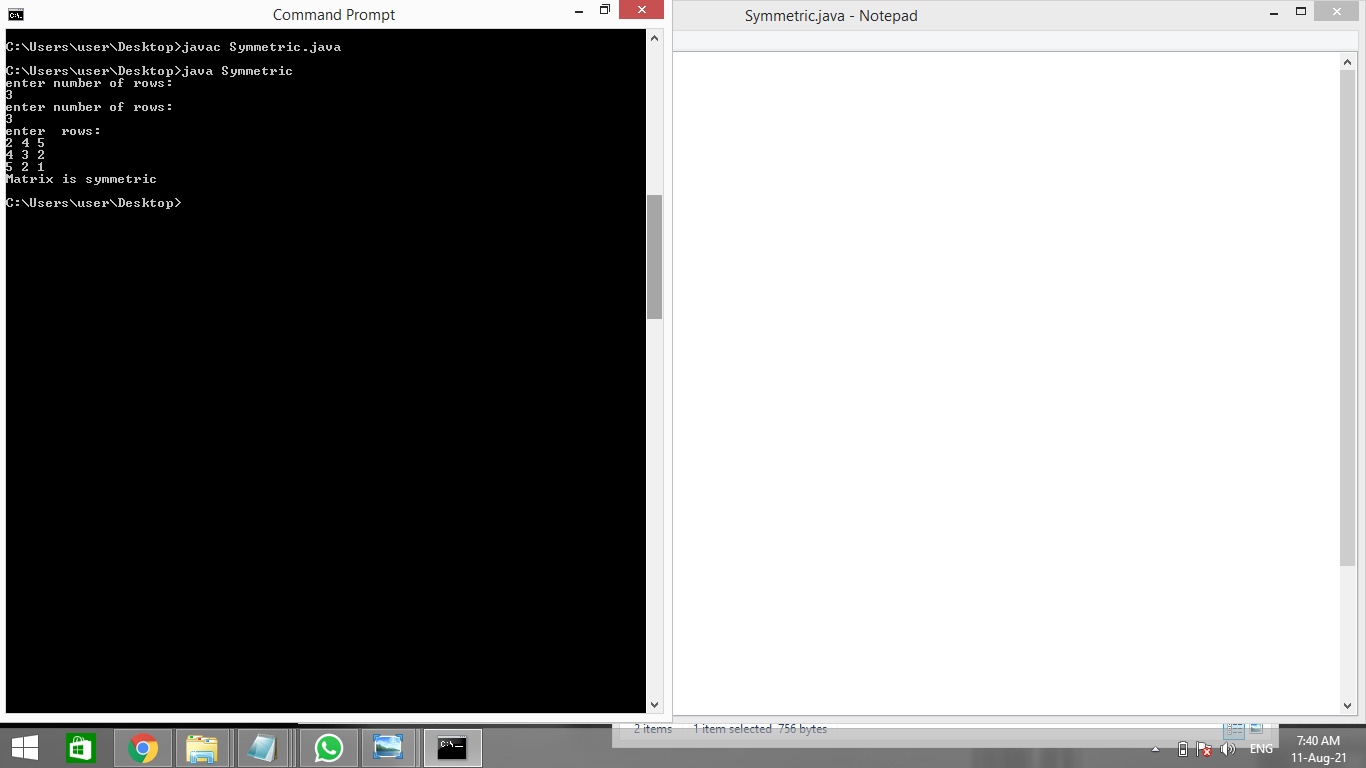 Command Prompt
C:\Users\user\Desktop>javac Symmetric.java
C:\Users\user\Desktop>java Symmetric
enter number of rows:
3
enter number of rows:
3
enter  rows:
2 4 5
4 3 2
5 2 1
Matrix is symmetric
C:\Users\user\Desktop>
Symmetric.java - Notepad
2 items 1 item selected 756 bytes
C:\
ENG
7:40 AM
11-Aug-21